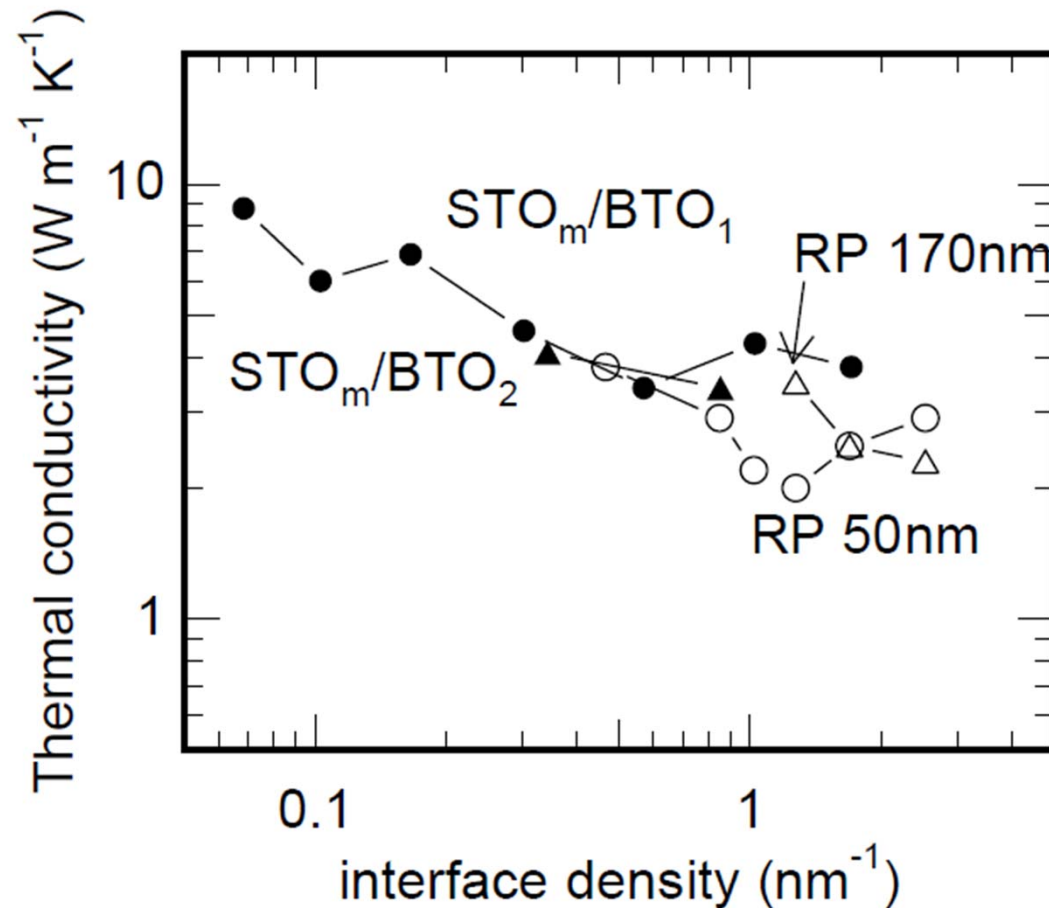 Thermal conductivity (W m⁻¹ K⁻¹)
10
1
STOₘ/BTO₁
RP 170nm
STOₘ/BTO₂
RP 50nm
0.1
1
interface density (nm⁻¹)